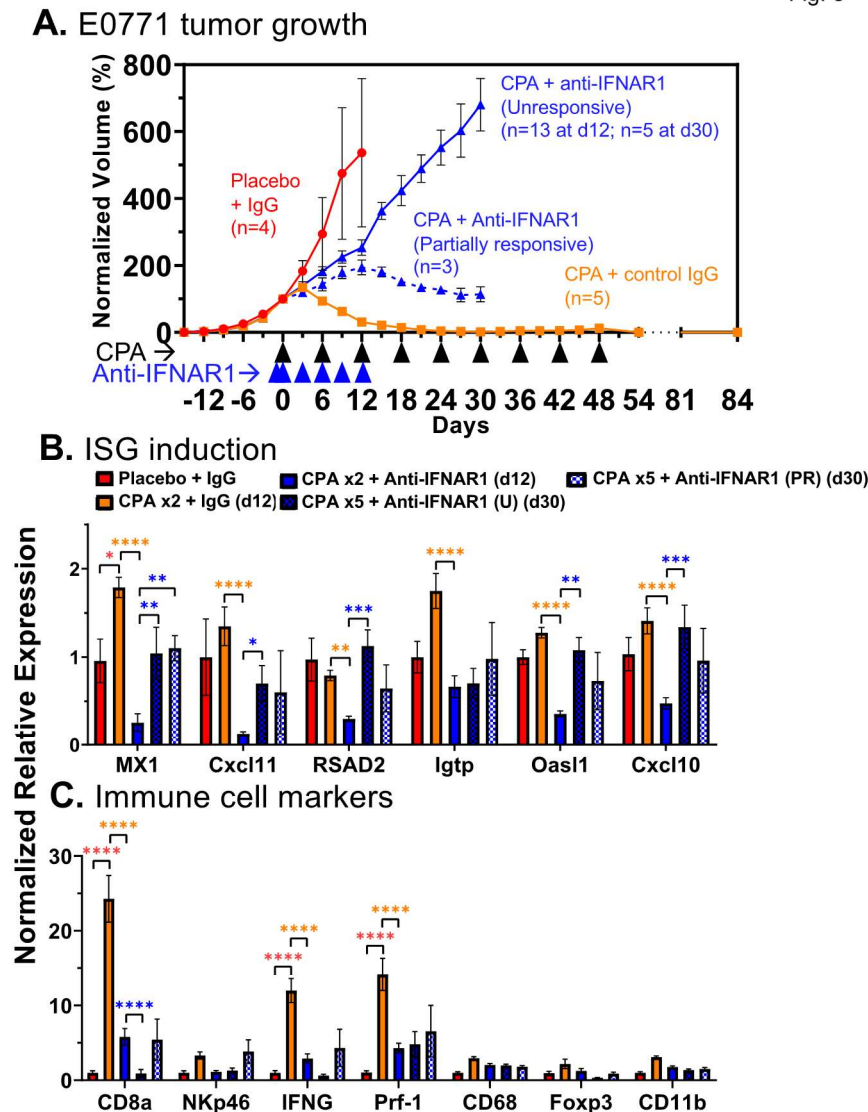 A. E0771 tumor growth
Normalized Volume (%)
800
600
400
200
0
CPA + anti-IFNAR1
(Unresponsive)
(n=13 at d12; n=5 at d30)
Placebo
+ IgG
(n=4)
CPA + Anti-IFNAR1
(Partially responsive)
(n=3)
CPA + control IgG
(n=5)
CPA →
Anti-IFNAR1→
-12 -6 0 6 12 18 24 30 36 42 48 54 81 84
Days
B. ISG induction
Placebo + IgG
CPA x2 + Anti-IFNAR1 (d12)
CPA x5 + Anti-IFNAR1 (PR) (d30)
CPA x2 + IgG (d12)
CPA x5 + Anti-IFNAR1 (U) (d30)
Normalized Relative Expression
2
1
0
* **** ** ** **** * ** *** **** **** ** **** ***
MX1 Cxcl11 RSAD2 Igtp Oasl1 Cxcl10
C. Immune cell markers
30
20
10
0
**** **** **** **** **** **** ****
CD8a NKp46 IFNG Prf-1 CD68 Foxp3 CD11b